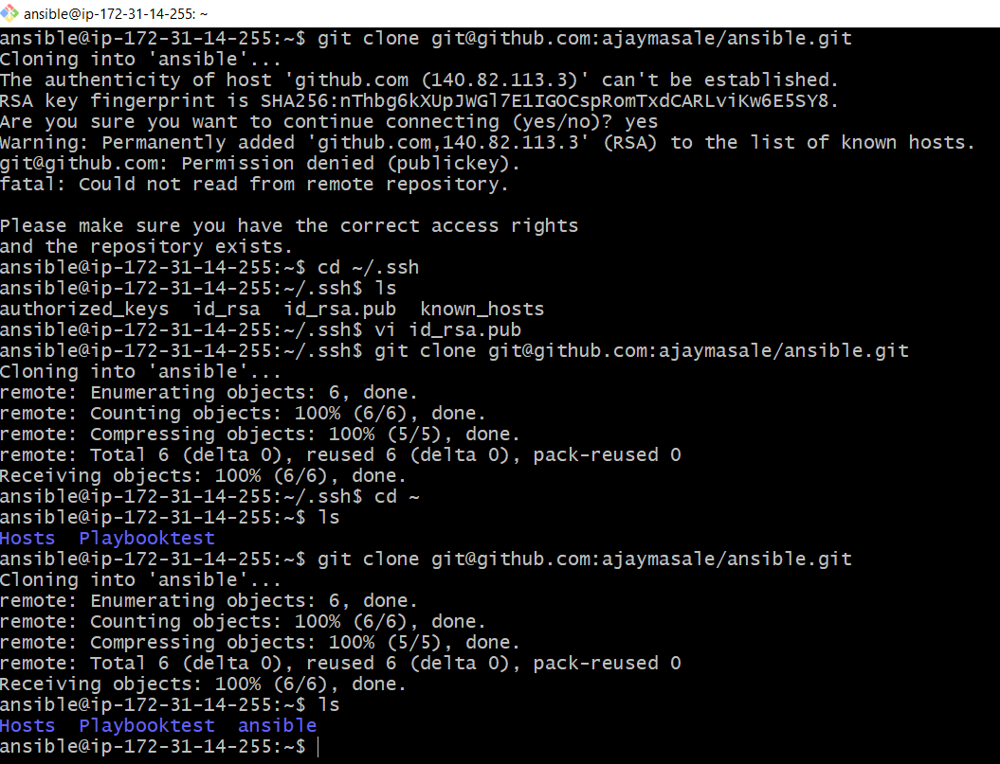 ansible@ip-172-31-14-255: ~
ansible@ip-172-31-14-255:~$ git clone git@github.com:ajaymasale/ansible.git
Cloning into 'ansible'...
The authenticity of host 'github.com (140.82.113.3)' can't be established.
RSA key fingerprint is SHA256:nThbg6kXUpJWGl7E1IGOCspRomTxdCARLviKw6E5SY8.
Are you sure you want to continue connecting (yes/no)? yes
Warning: Permanently added 'github.com,140.82.113.3' (RSA) to the list of known hosts.
git@github.com: Permission denied (publickey).
fatal: Could not read from remote repository.

Please make sure you have the correct access rights
and the repository exists.
ansible@ip-172-31-14-255:~$ cd ~/.ssh
ansible@ip-172-31-14-255:~/.ssh$ ls
authorized_keys  id_rsa  id_rsa.pub  known_hosts
ansible@ip-172-31-14-255:~/.ssh$ vi id_rsa.pub
ansible@ip-172-31-14-255:~/.ssh$ git clone git@github.com:ajaymasale/ansible.git
Cloning into 'ansible'...
remote: Enumerating objects: 6, done.
remote: Counting objects: 100% (6/6), done.
remote: Compressing objects: 100% (5/5), done.
remote: Total 6 (delta 0), reused 6 (delta 0), pack-reused 0
Receiving objects: 100% (6/6), done.
ansible@ip-172-31-14-255:~/.ssh$ cd ~
ansible@ip-172-31-14-255:~$ ls
Hosts  Playbooktest
ansible@ip-172-31-14-255:~$ git clone git@github.com:ajaymasale/ansible.git
Cloning into 'ansible'...
remote: Enumerating objects: 6, done.
remote: Counting objects: 100% (6/6), done.
remote: Compressing objects: 100% (5/5), done.
remote: Total 6 (delta 0), reused 6 (delta 0), pack-reused 0
Receiving objects: 100% (6/6), done.
ansible@ip-172-31-14-255:~$ ls
Hosts  Playbooktest  ansible
ansible@ip-172-31-14-255:~$